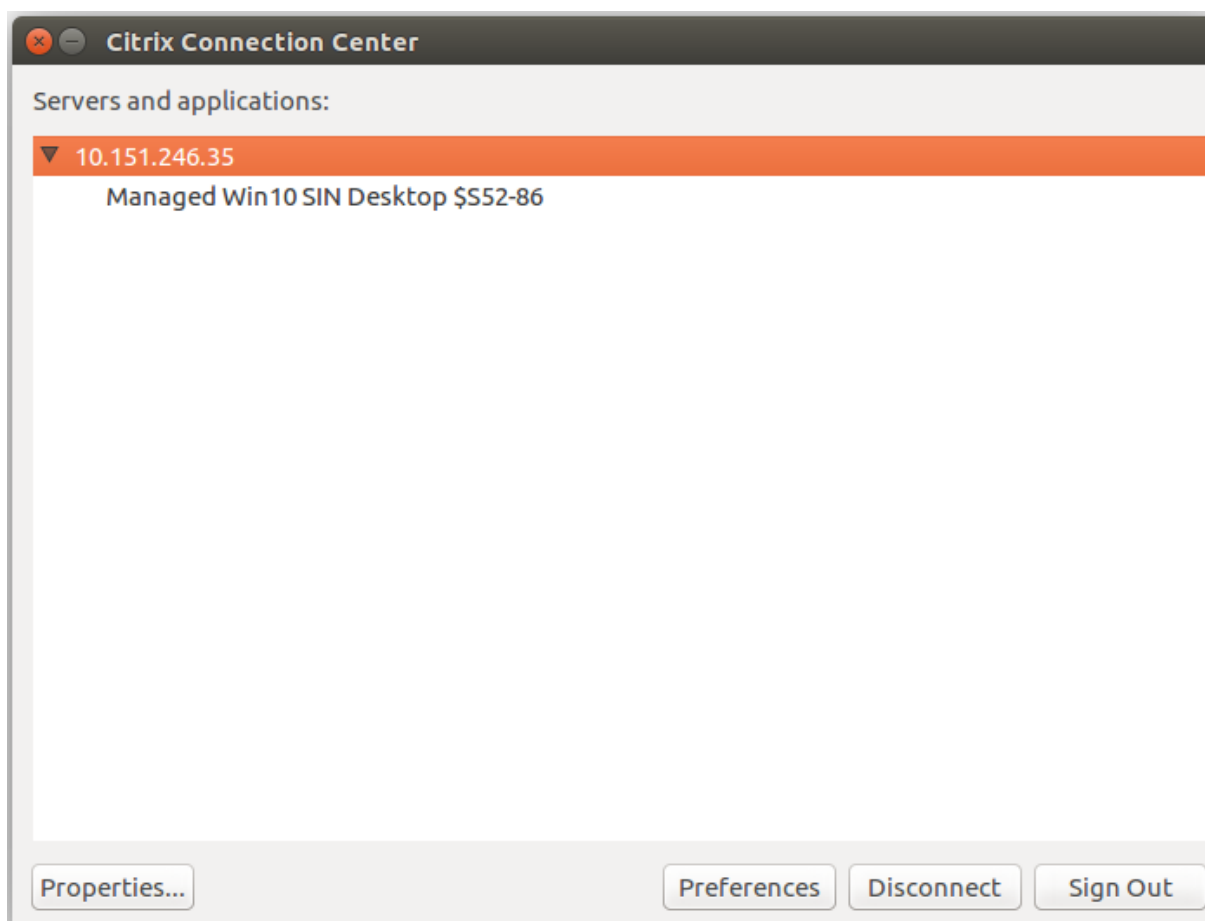 Citrix Connection Center
Servers and applications:
10.151.246.35
Managed Win10 SIN Desktop $S52-86
Properties...
Preferences
Disconnect
Sign Out